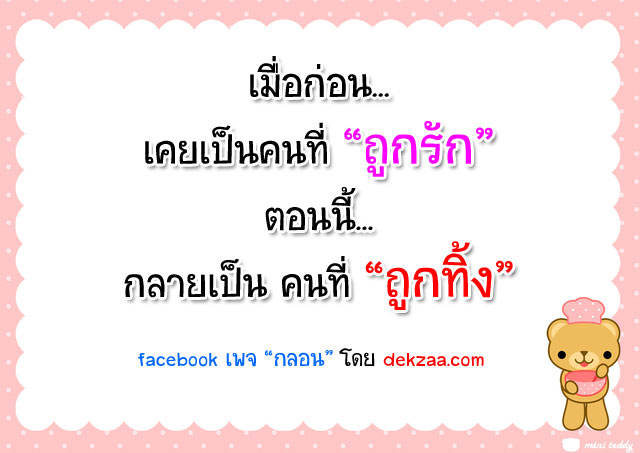 เมื่อก่อน...
เคยเป็นคนที่ “ถูกรัก”
ตอนนี้...
กลายเป็น คนที่ “ถูกทิ้ง”
facebook เพจ “กลอน” โดย dekzaa.com
mini teddy